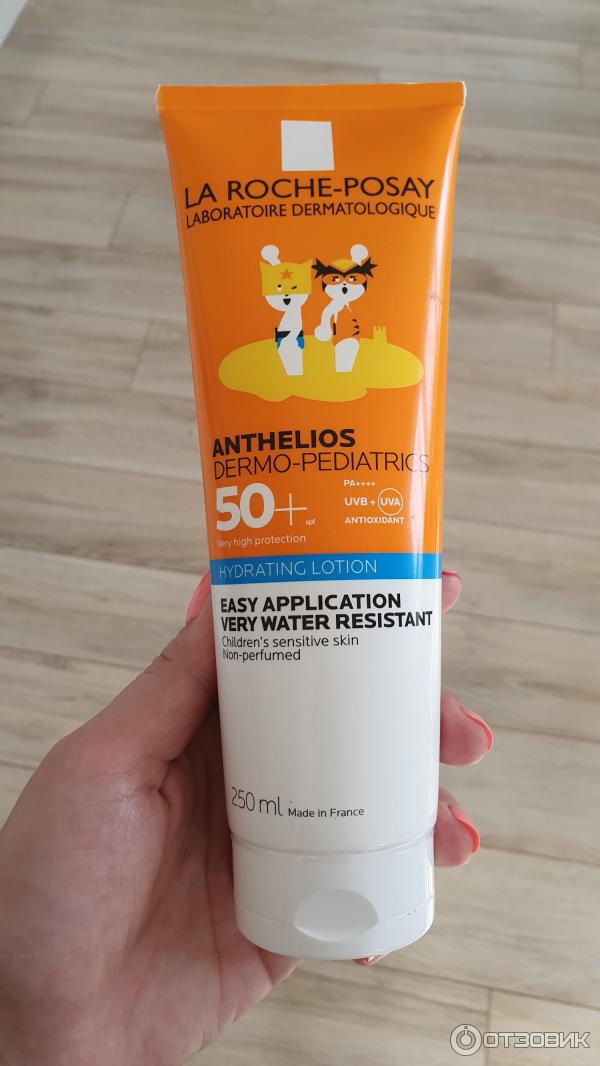 LA ROCHE-POSAY
LABORATOIRE DERMATOLOGIQUE
ANTHELIOS
DERMO-PEDIATRICS
50+ spf
PA++++
UVB + UVA
ANTIOXIDANT
Very high protection
HYDRATING LOTION
EASY APPLICATION
VERY WATER RESISTANT
Children's sensitive skin
Non-perfumed
250 ml Made in France
ОТЗОВИК